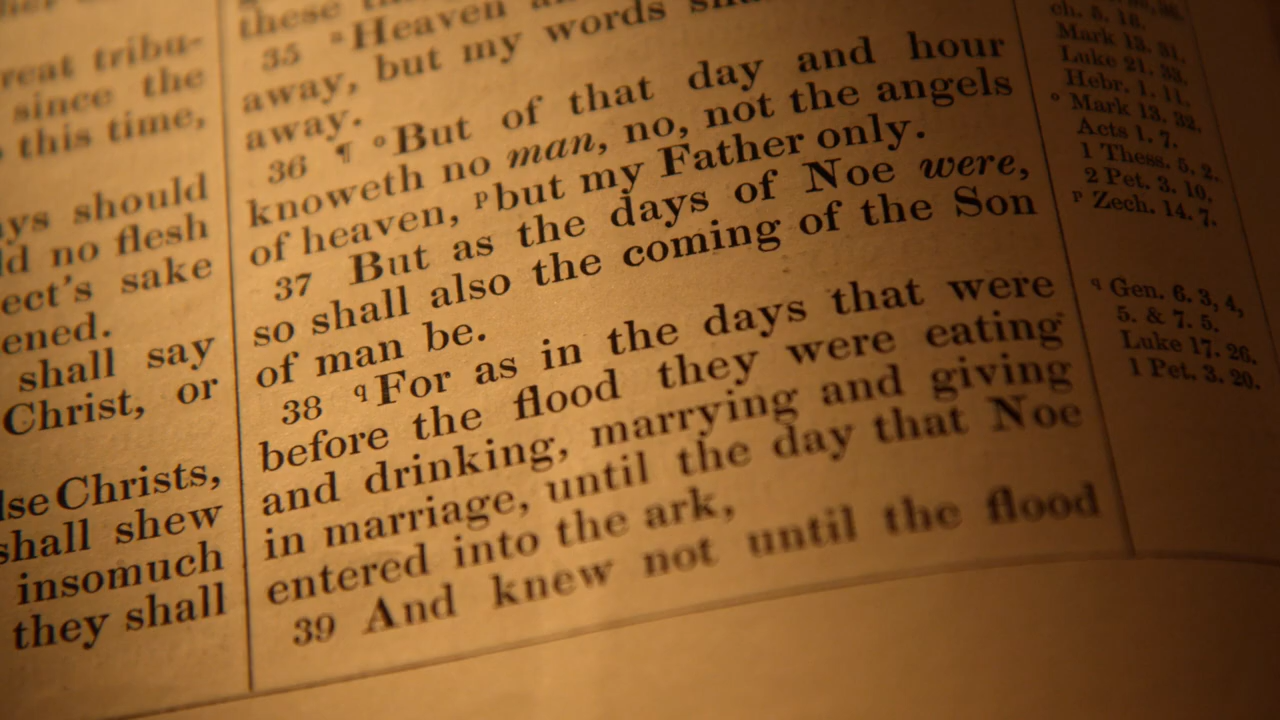 reat tribu-
since the
this time,
ys should
ld no flesh
ect's sake
ened.
shall say
Christ, or
lse Christs,
shall shew
insomuch
they shall
these
35 ⁿHeaven
away, but my words
away.
36 ¶ ᵒBut of that day and hour
knoweth no man, no, not the angels
of heaven, ᵖbut my Father only.
37 But as the days of Noe were,
so shall also the coming of the Son
of man be.
38 ᑫFor as in the days that were
before the flood they were eating
and drinking, marrying and giving
in marriage, until the day that Noe
entered into the ark,
39 And knew not until the flood
ch. 5. 18.
Mark 13. 31.
Luke 21. 33.
Hebr. 1. 11.
ᵒ Mark 13. 32.
Acts 1. 7.
1 Thess. 5. 2.
2 Pet. 3. 10.
ᵖ Zech. 14. 7.
ᑫ Gen. 6. 3, 4,
5. & 7. 5.
Luke 17. 26.
1 Pet. 3. 20.